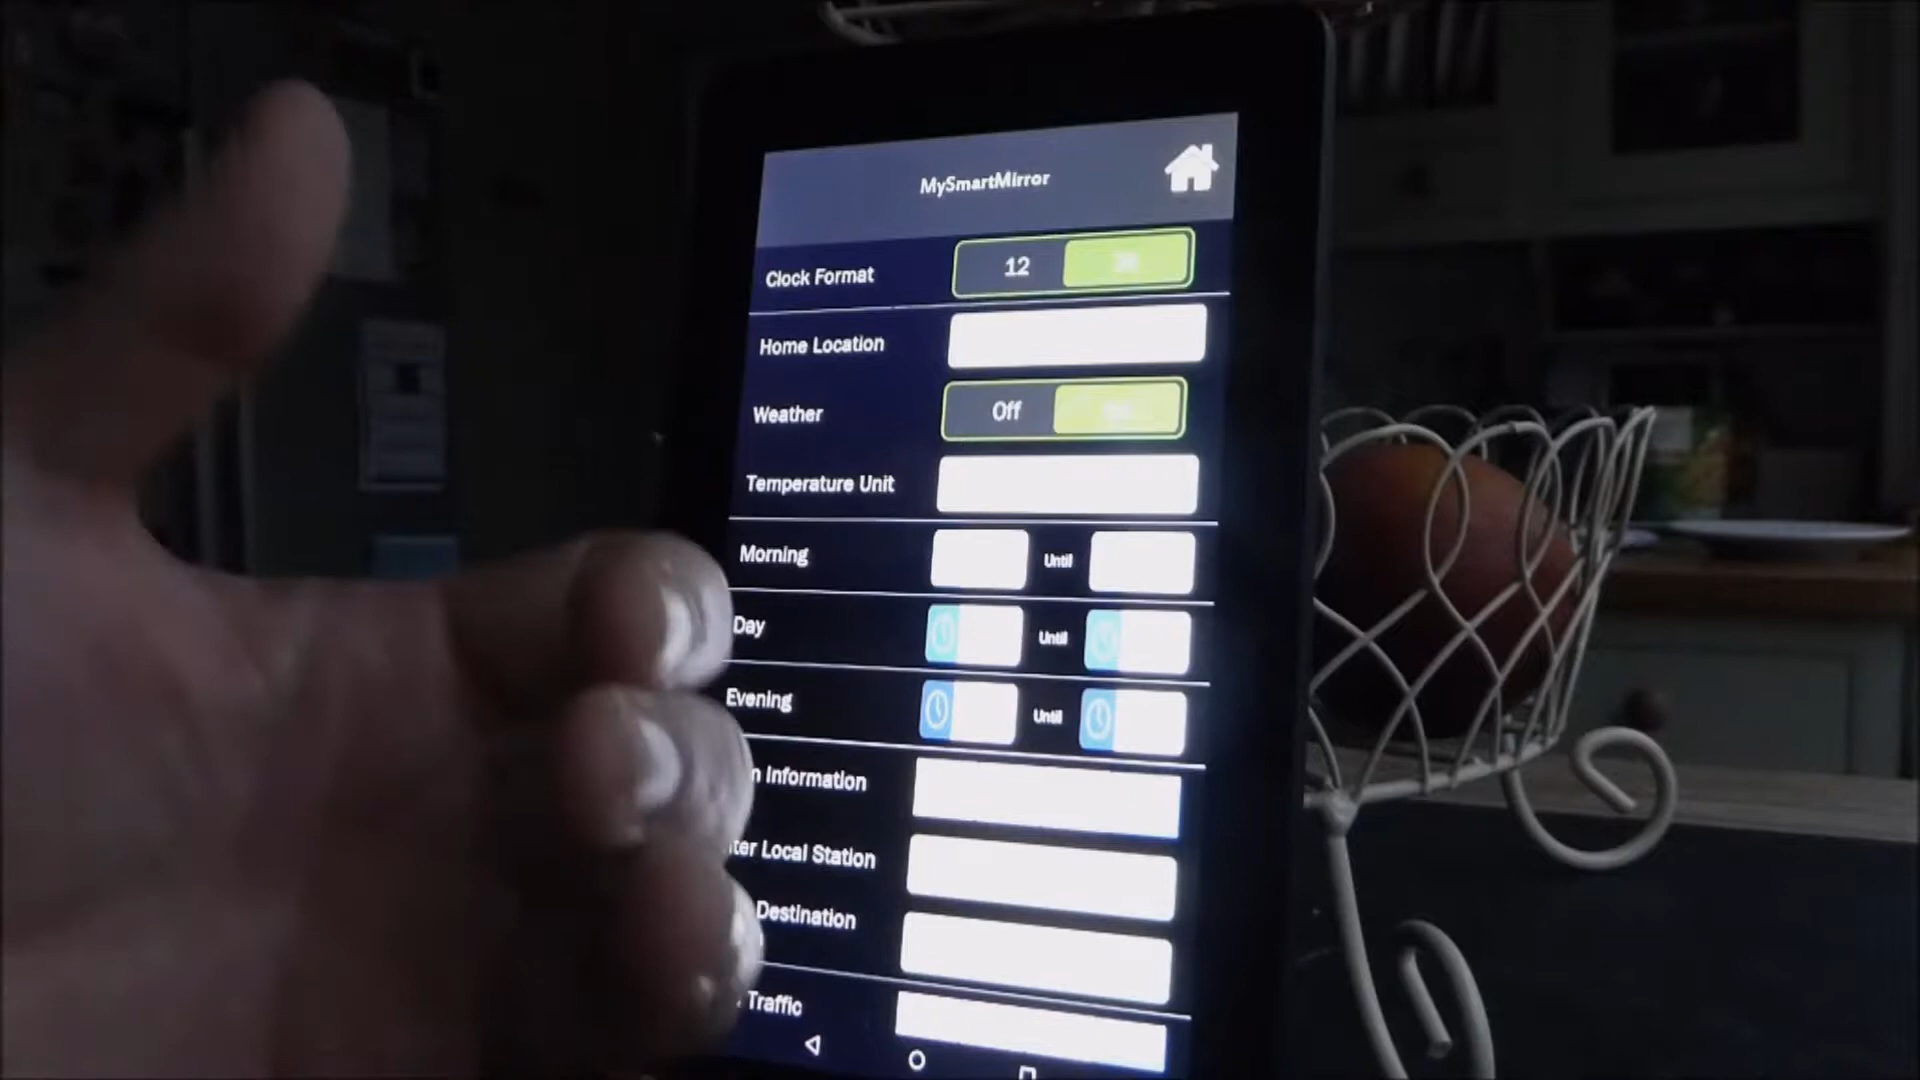 MySmartMirror
Clock Format 12
Home Location
Weather Off
Temperature Unit
Morning Until
Day Until
Evening Until
n Information
ter Local Station
Destination
Traffic